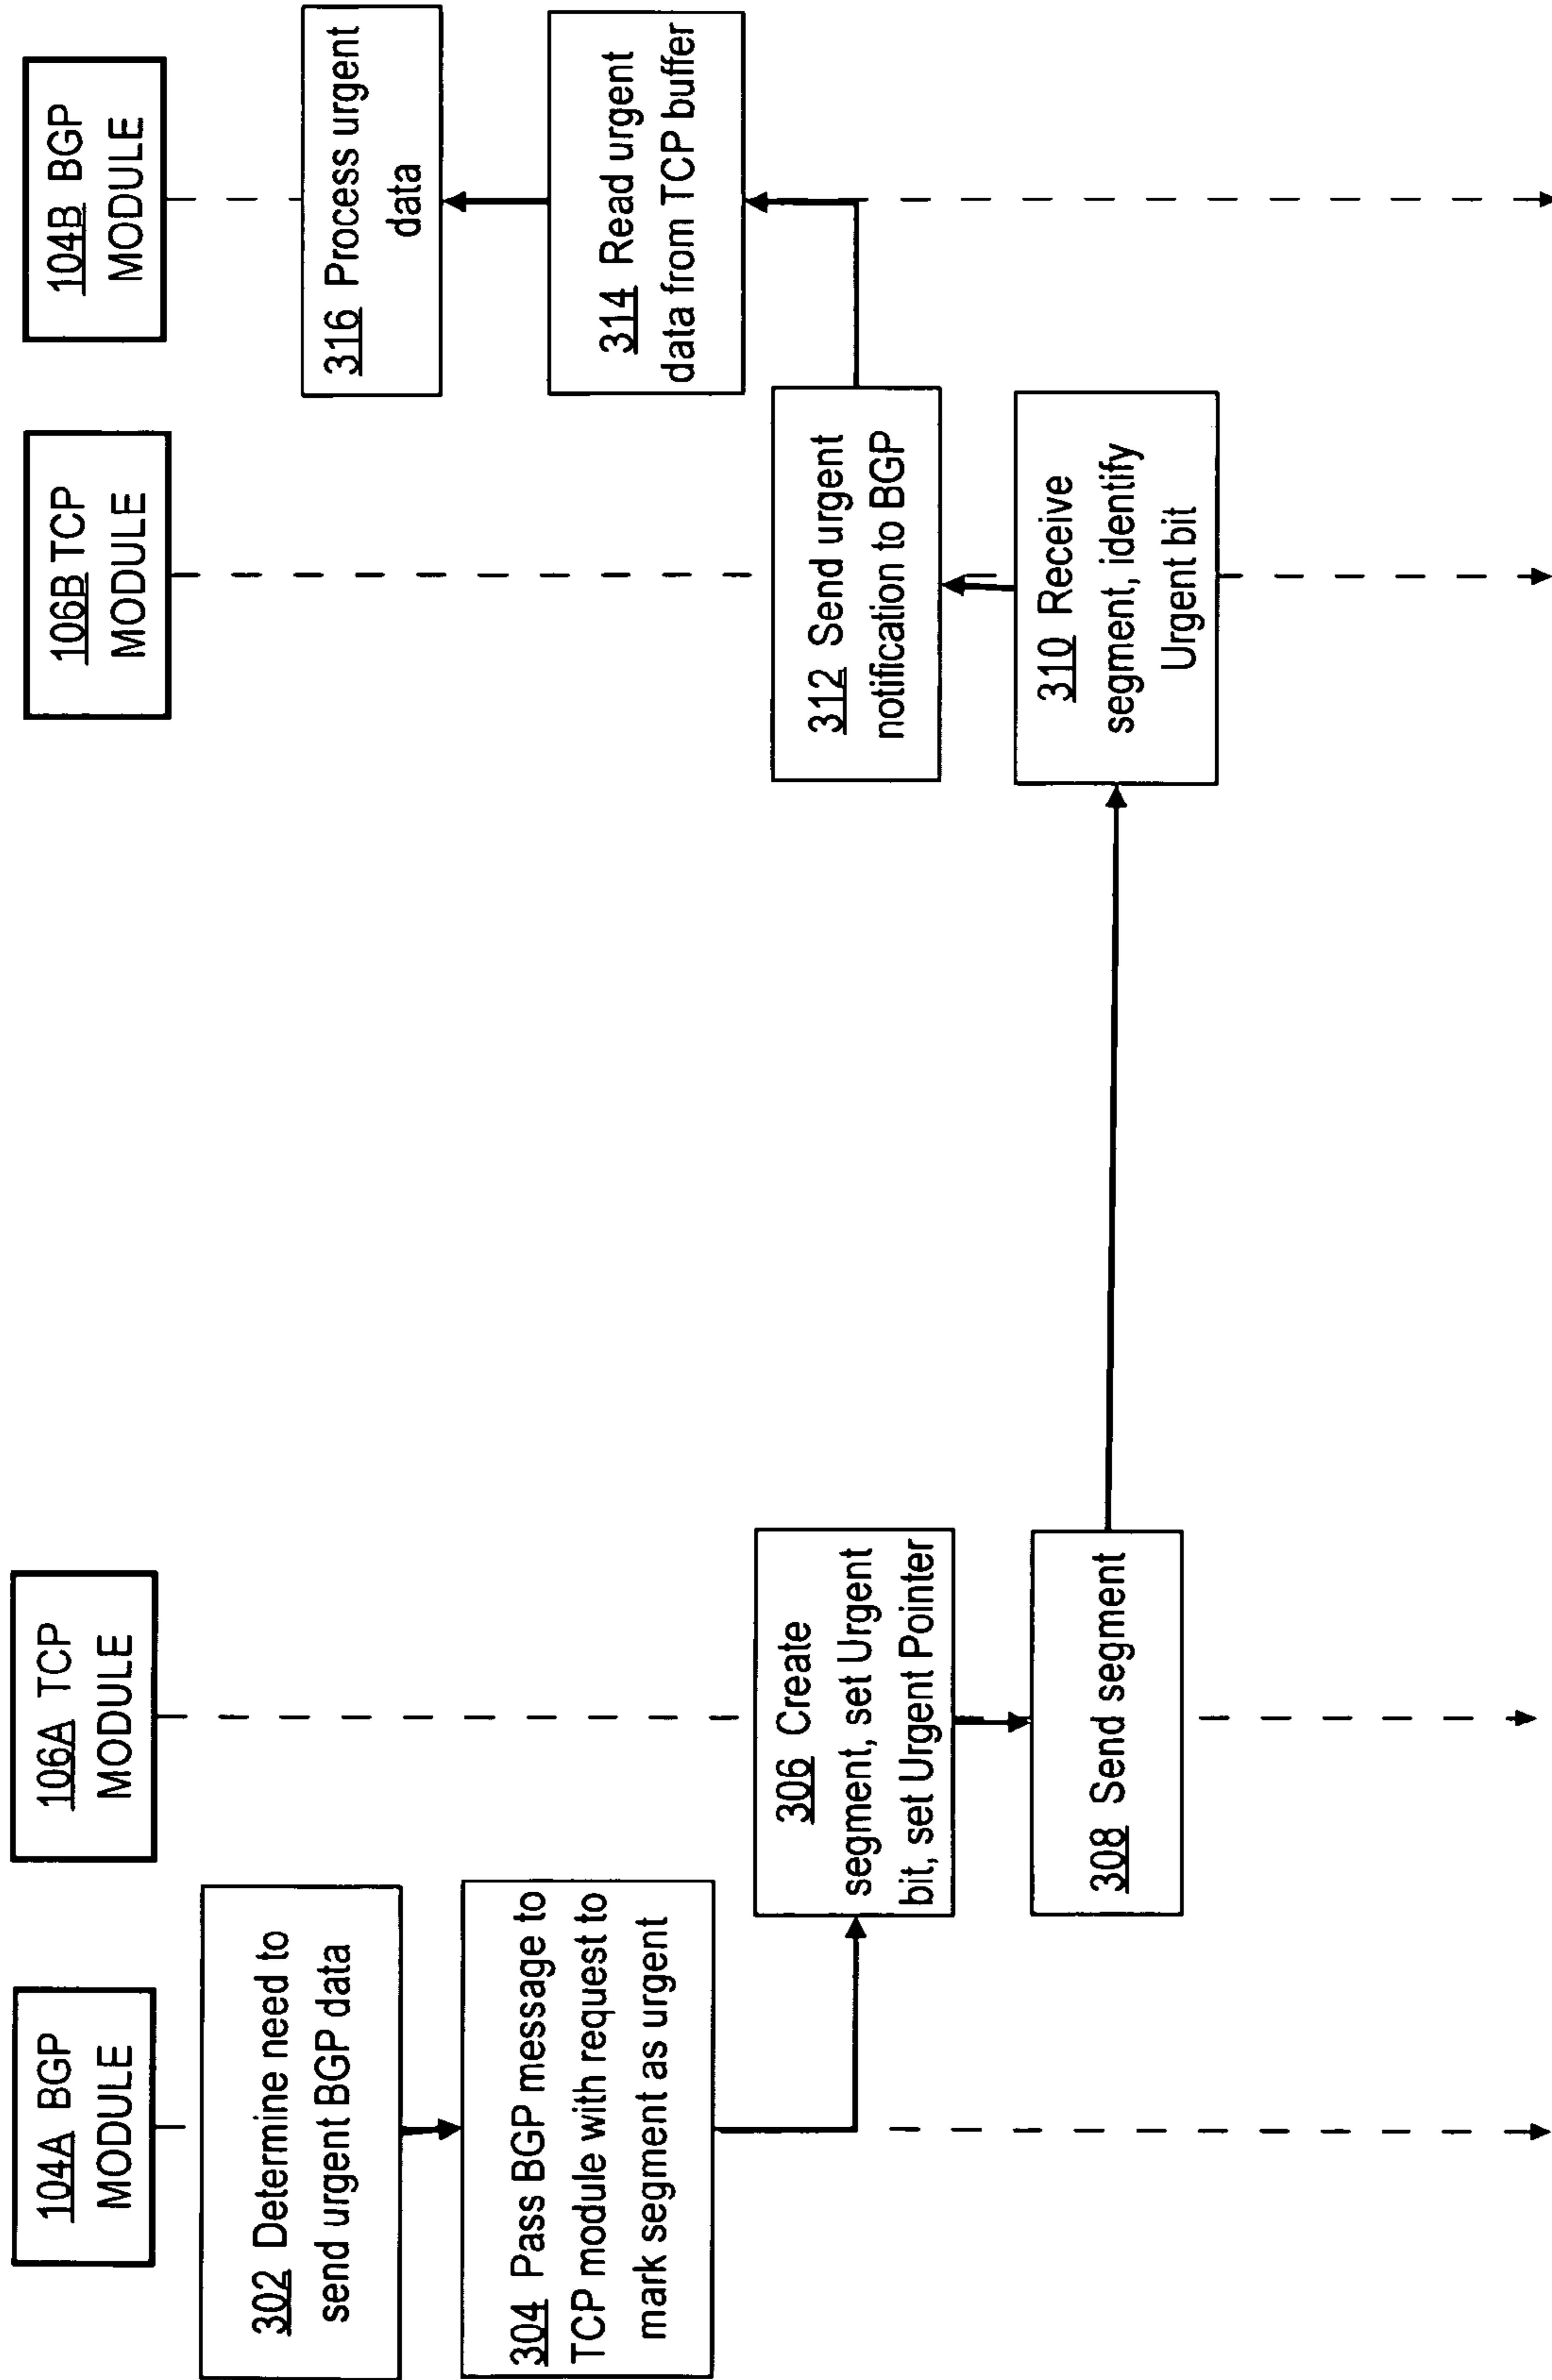 104A BGP
MODULE
106A TCP
MODULE
106B TCP
MODULE
104B BGP
MODULE
302 Determine need to
send urgent BGP data
304 Pass BGP message to
TCP module with request to
mark segment as urgent
306 Create
segment, set Urgent
bit, set Urgent Pointer
308 Send segment
310 Receive
segment, identify
Urgent bit
312 Send urgent
notification to BGP
314 Read urgent
data from TCP buffer
316 Process urgent
data